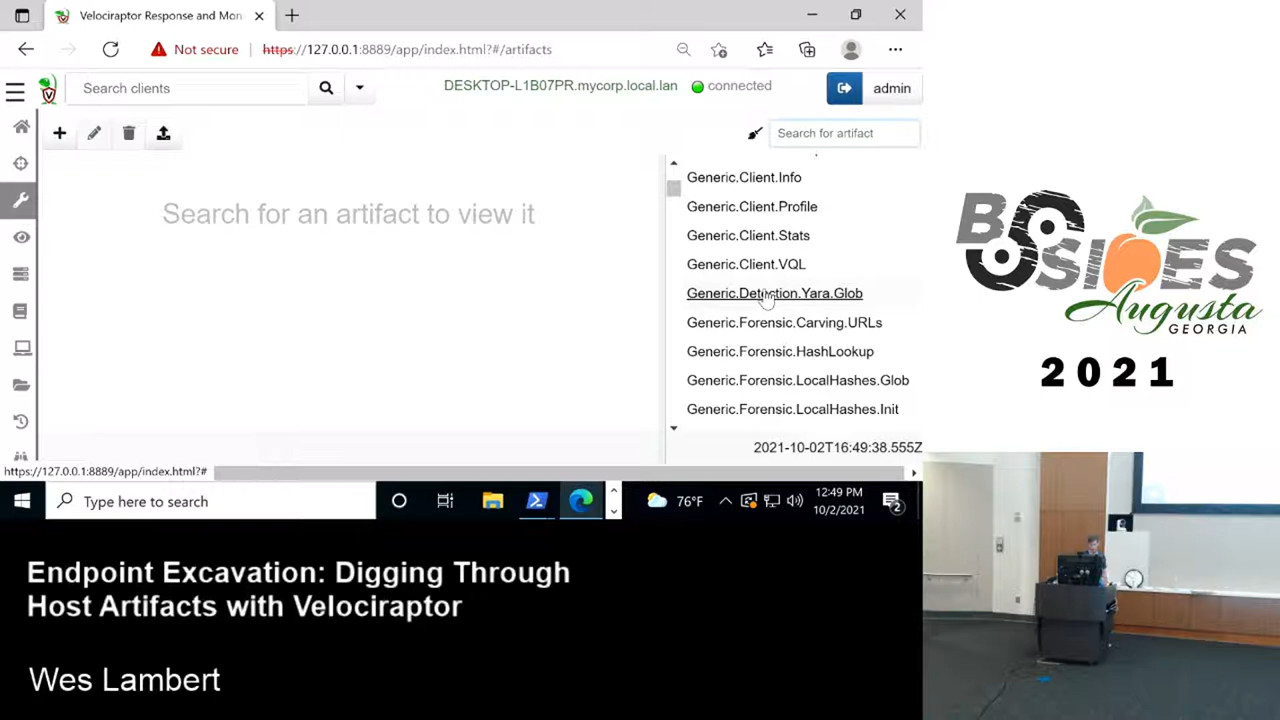 Velociraptor Response and Mon
Not secure
https://127.0.0.1:8889/app/index.html?#/artifacts
Search clients
DESKTOP-L1B07PR.mycorp.local.lan
connected
admin
Search for artifact
Search for an artifact to view it
Generic.Client.Info
Generic.Client.Profile
Generic.Client.Stats
Generic.Client.VQL
Generic.Detection.Yara.Glob
Generic.Forensic.Carving.URLs
Generic.Forensic.HashLookup
Generic.Forensic.LocalHashes.Glob
Generic.Forensic.LocalHashes.Init
2021-10-02T16:49:38.555Z
https://127.0.0.1:8889/app/index.html?#
Type here to search
76°F
12:49 PM
10/2/2021
2
Endpoint Excavation: Digging Through
Host Artifacts with Velociraptor
Wes Lambert
BSIDES
Augusta
GEORGIA
2021